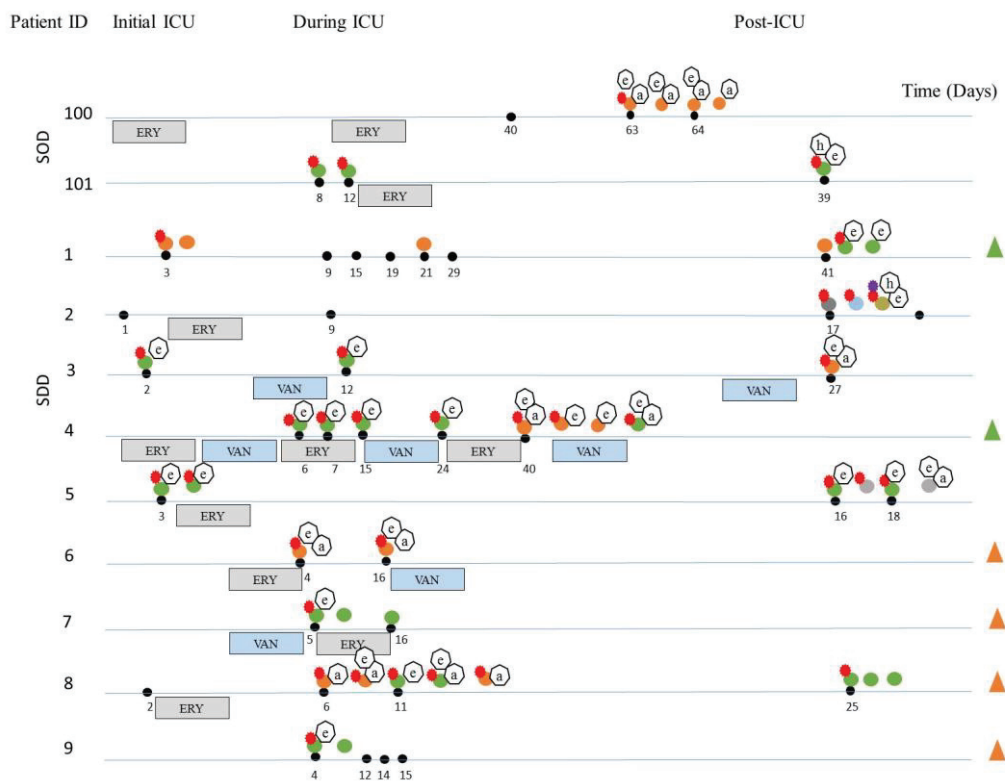 Patient ID Initial ICU During ICU Post-ICU
Time (Days)
e e e
a a a a
100
40 63 64
ERY ERY
SOD
h e
101
8 12 39
ERY
e e
1
3 9 15 19 21 29 41
h e
2
1 9 17
ERY
e e e a
3
2 12 27
VAN VAN
SDD
e e e e e a e e e a
4
6 7 15 24 40
ERY VAN ERY VAN ERY VAN
e e e e e a
5
3 16 18
ERY
e a e a
6
4 16
ERY VAN
e
7
5 16
VAN ERY
a e a e e a a
8
2 6 11 25
ERY
e
9
4 12 14 15